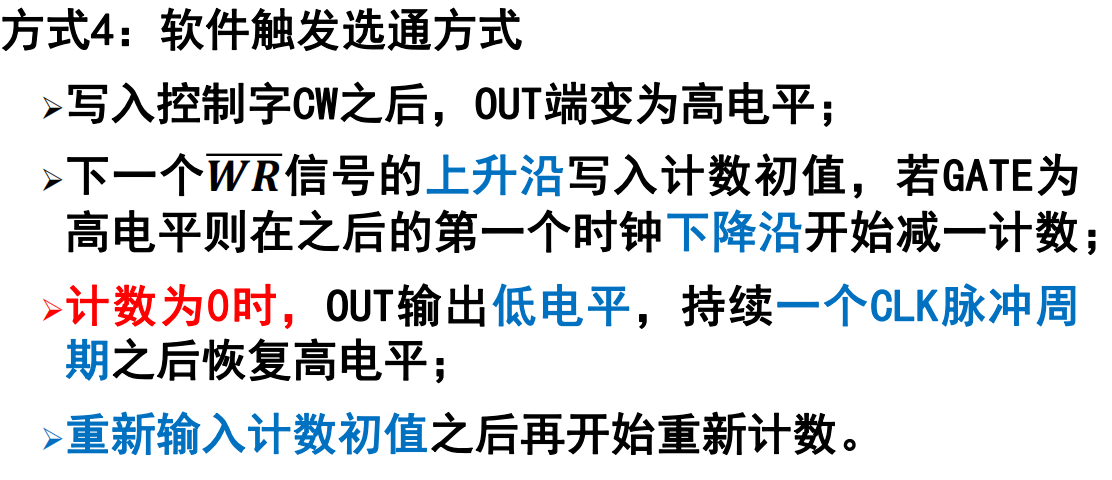 方式4：软件触发选通方式
➢写入控制字CW之后，OUT端变为高电平；
➢下一个W̅R̅信号的上升沿写入计数初值，若GATE为
高电平则在之后的第一个时钟下降沿开始减一计数；
➢计数为0时，OUT输出低电平，持续一个CLK脉冲周
期之后恢复高电平；
➢重新输入计数初值之后再开始重新计数。